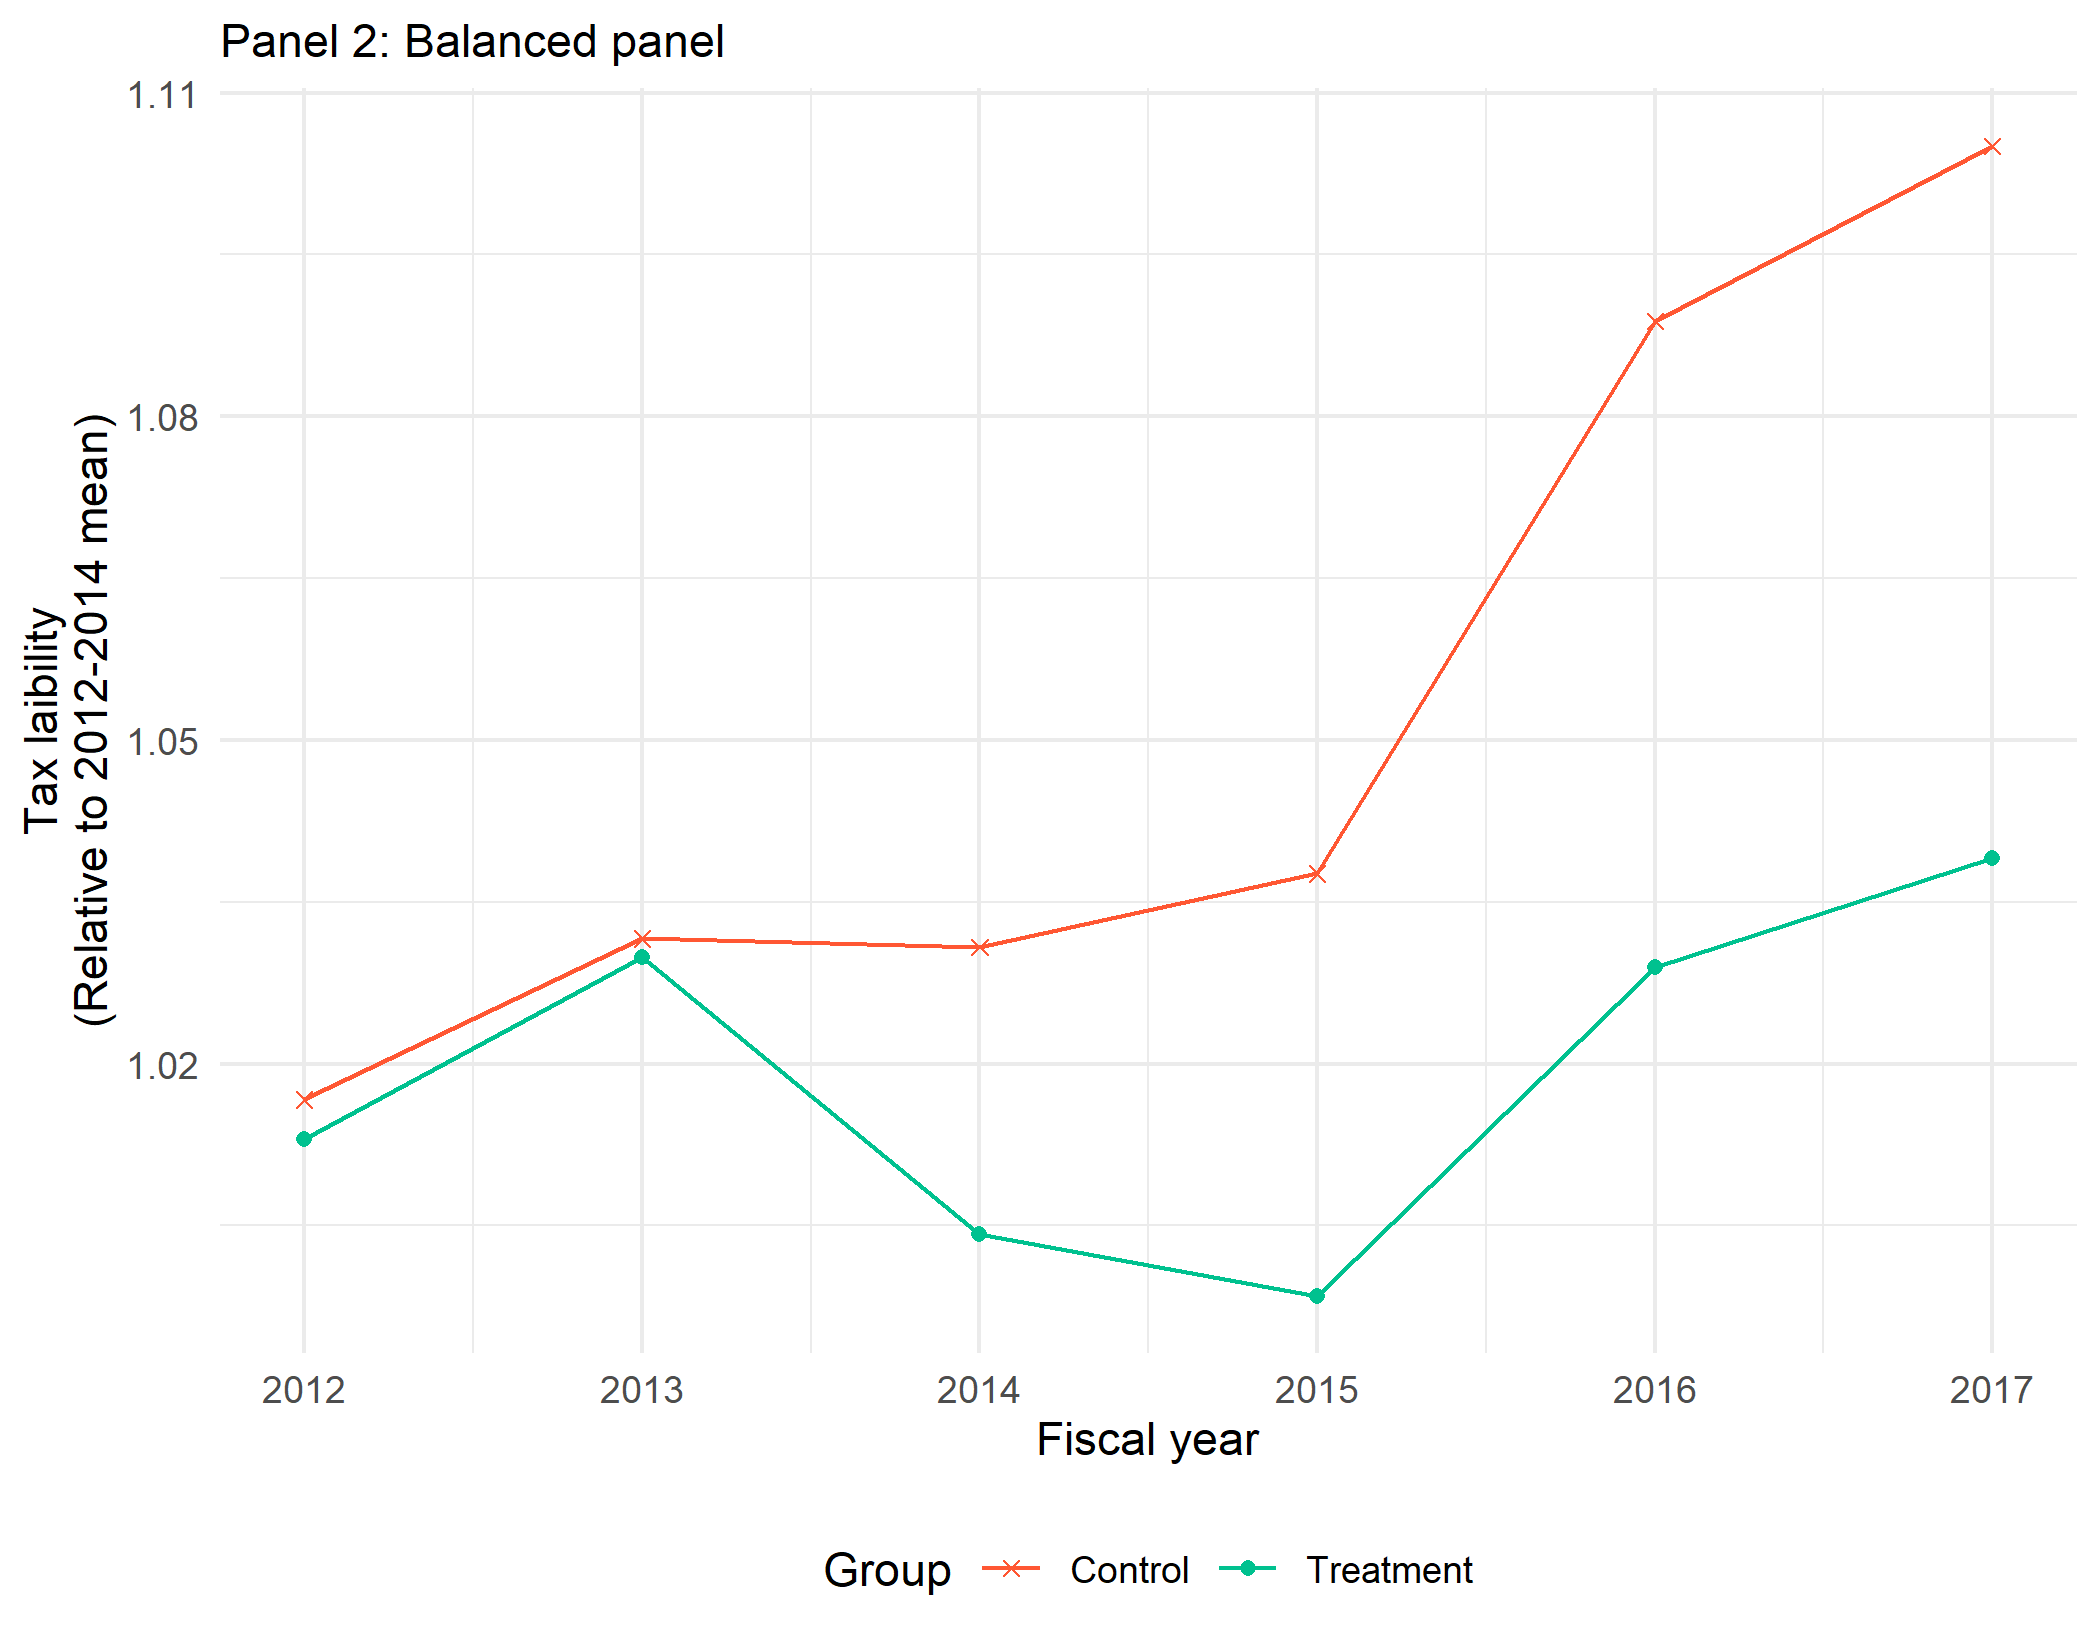 Panel 2: Balanced panel
1.11
1.08
1.05
1.02
Tax laibility
(Relative to 2012-2014 mean)
2012 2013 2014 2015 2016 2017
Fiscal year
Group Control Treatment